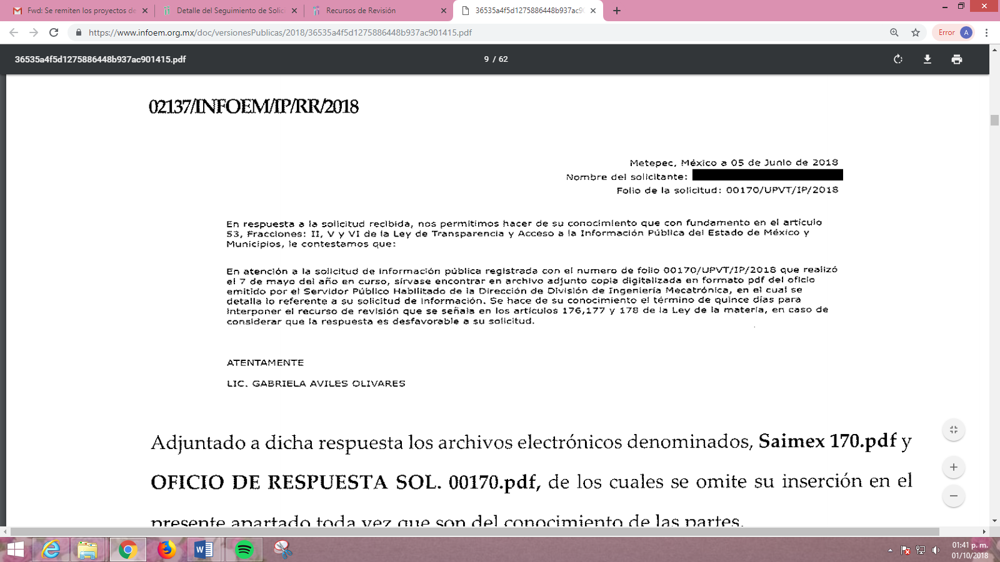 Fwd: Se remiten los proyectos de
Detalle del Seguimiento de Solic
Recursos de Revisión
36535a4f5d1275886448b937ac90
https://www.infoem.org.mx/doc/versionesPublicas/2018/36535a4f5d1275886448b937ac901415.pdf
Error A
36535a4f5d1275886448b937ac901415.pdf
9 / 62
02137/INFOEM/IP/RR/2018
Metepec, México a 05 de Junio de 2018
Nombre del solicitante:
Folio de la solicitud: 00170/UPVT/IP/2018
En respuesta a la solicitud recibida, nos permitimos hacer de su conocimiento que con fundamento en el artículo
53, Fracciones: II, V y VI de la Ley de Transparencia y Acceso a la Información Pública del Estado de México y
Municipios, le contestamos que:
En atención a la solicitud de información pública registrada con el numero de folio 00170/UPVT/IP/2018 que realizó
el 7 de mayo del año en curso, sírvase encontrar en archivo adjunto copia digitalizada en formato pdf del oficio
emitido por el Servidor Público Habilitado de la Dirección de División de Ingeniería Mecatrónica, en el cual se
detalla lo referente a su solicitud de información. Se hace de su conocimiento el término de quince días para
interponer el recurso de revisión que se señala en los artículos 176,177 y 178 de la Ley de la materia, en caso de
considerar que la respuesta es desfavorable a su solicitud.
ATENTAMENTE
LIC. GABRIELA AVILES OLIVARES
Adjuntado a dicha respuesta los archivos electrónicos denominados, Saimex 170.pdf y
OFICIO DE RESPUESTA SOL. 00170.pdf, de los cuales se omite su inserción en el
presente apartado toda vez que son del conocimiento de las partes.
01:41 p. m.
01/10/2018